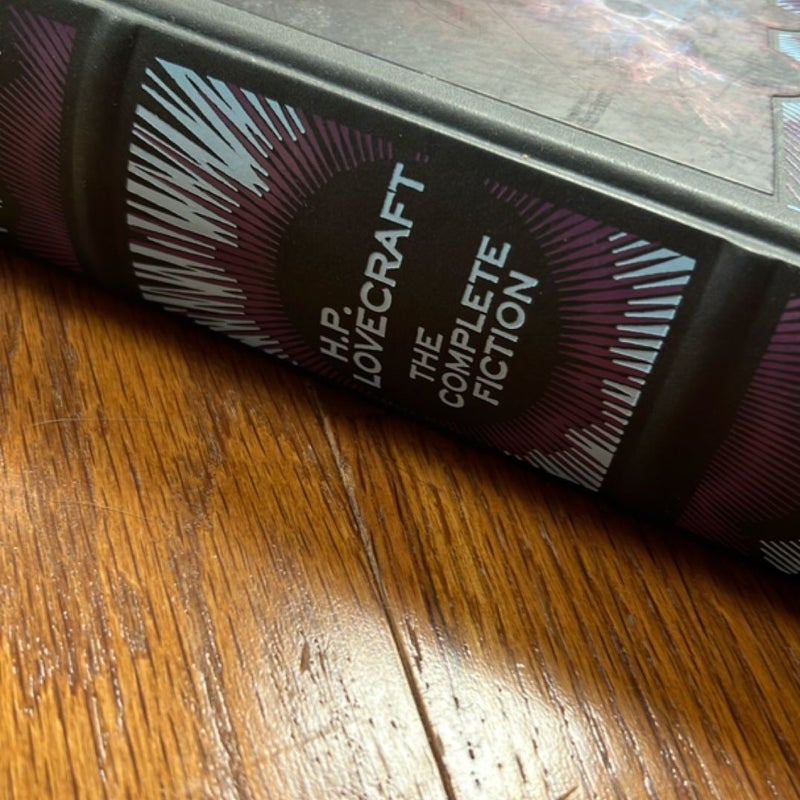 H.P.
LOVECRAFT
THE
COMPLETE
FICTION